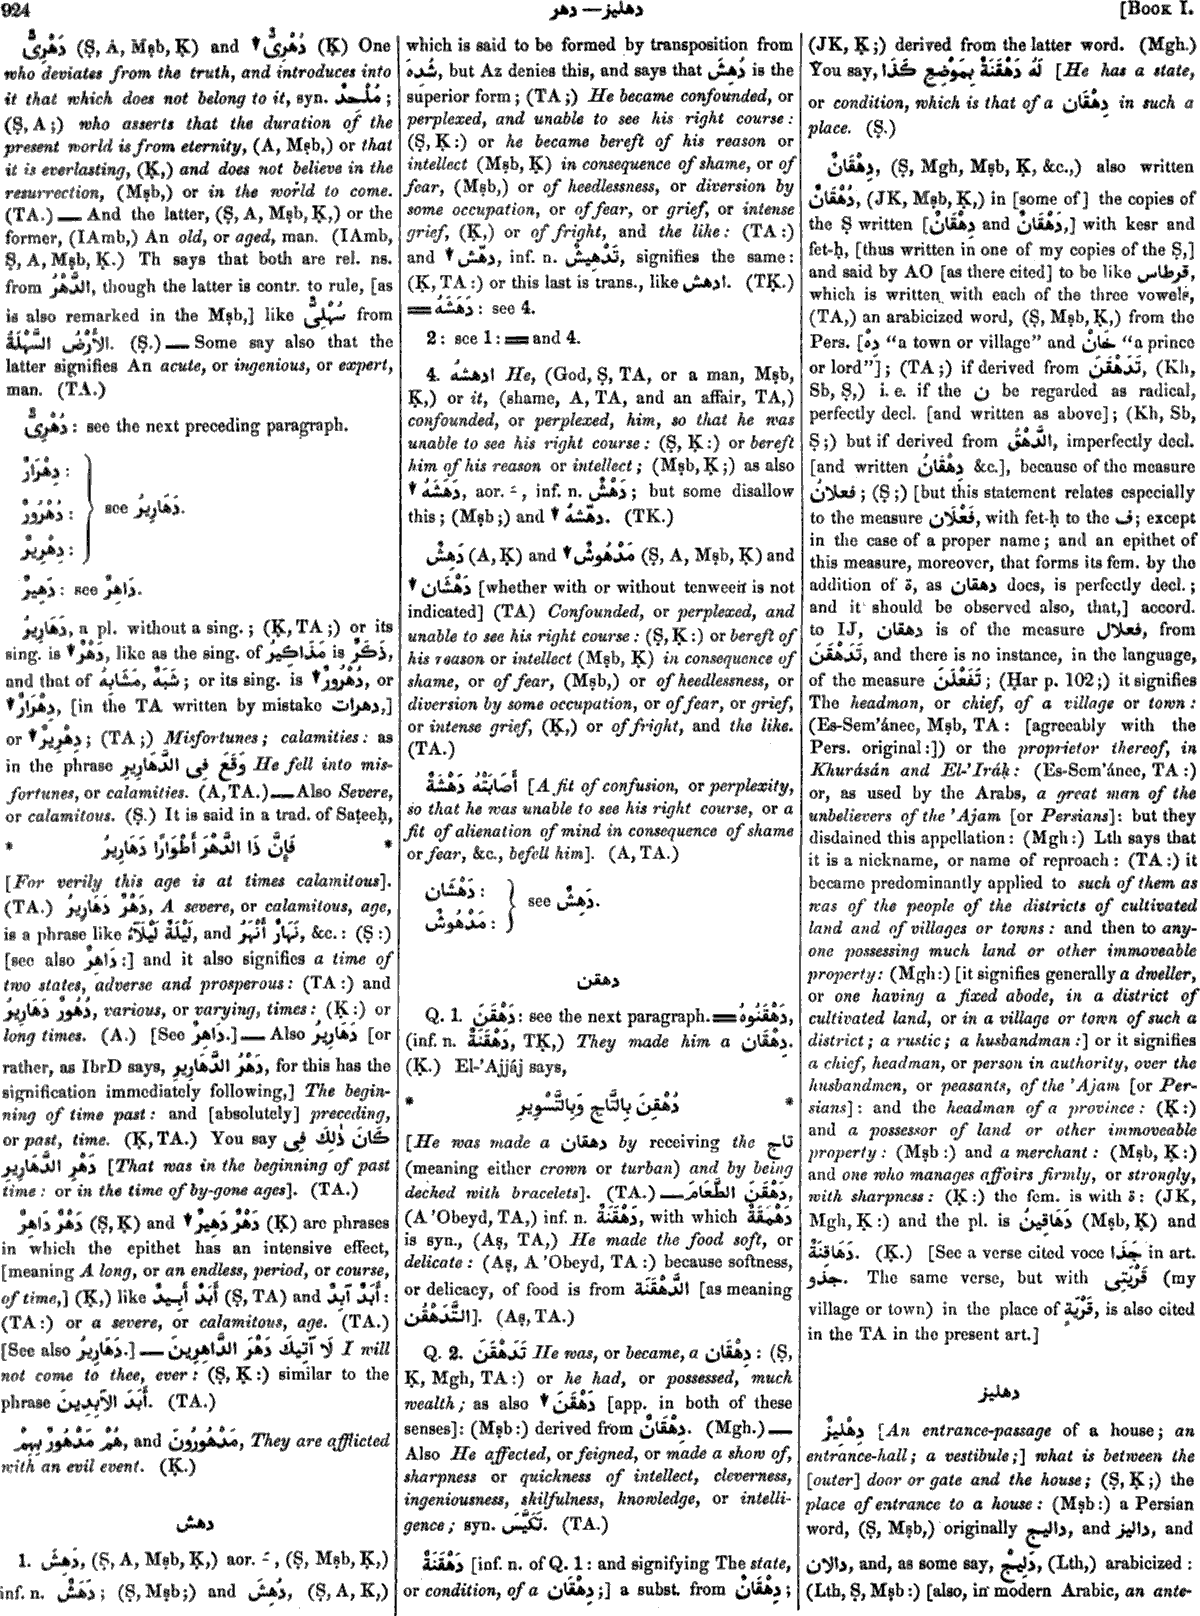 924
دهليز — دهر
[Book I.
دَهْرِىٌّ (Ṣ, A, Mṣb, Ḳ) and ↓ دُهْرِىٌّ (Ḳ) One
who deviates from the truth, and introduces into
it that which does not belong to it, syn. مُلْحِدٌ;
(Ṣ, A;) who asserts that the duration of the
present world is from eternity, (A, Mṣb,) or that
it is everlasting, (Ḳ,) and does not believe in the
resurrection, (Mṣb,) or in the world to come.
(TA.) — And the latter, (Ṣ, A, Mṣb, Ḳ,) or the
former, (IAmb,) An old, or aged, man. (IAmb,
Ṣ, A, Mṣb, Ḳ.) Th says that both are rel. ns.
from الدَّهْرُ, though the latter is contr. to rule, [as
is also remarked in the Mṣb,] like سُهْلِىٌّ from
الأَرْضُ السَّهْلَةُ. (Ṣ.) — Some say also that the
latter signifies An acute, or ingenious, or expert,
man. (TA.)
دُهْرِىٌّ: see the next preceding paragraph.
دِهْرَارٌ:
دُهْرُورٌ: see دَهَارِيرُ.
دِهْرِيرٌ:
دَهِيرٌ: see دَاهِرٌ.
دَهَارِيرُ, a pl. without a sing.; (Ḳ, TA;) or its
sing. is ↓ دَهْرٌ, like as the sing. of مَذَاكِيرُ is ذَكَرٌ,
and that of مَشَابِهُ, شَبَهٌ; or its sing. is ↓ دُهْرُورٌ, or
↓ دِهْرَارٌ, [in the TA written by mistake دهرات,]
or ↓ دِهْرِيرٌ; (TA;) Misfortunes; calamities: as
in the phrase وَقَعَ فِى الدَّهَارِيرِ He fell into mis-
fortunes, or calamities. (A, TA.) — Also Severe,
or calamitous. (Ṣ.) It is said in a trad. of Saṭeeḥ,
* فَإِنَّ ذَا الدَّهْرَ أَطْوَارًا دَهَارِيرُ *
[For verily this age is at times calamitous].
(TA.) دَهْرٌ دَهَارِيرُ, A severe, or calamitous, age,
is a phrase like لَيْلَةٌ لَيْلَآءُ, and نَهَارٌ أَنْهَرُ, &c.: (Ṣ:)
[see also دَاهِرٌ:] and it also signifies a time of
two states, adverse and prosperous: (TA:) and
دُهُورٌ دَهَارِيرُ, various, or varying, times: (Ḳ:) or
long times. (A.) [See دَاهِرٌ.] — Also دَهَارِيرُ [or
rather, as IbrD says, دَهْرُ الدَّهَارِيرِ, for this has the
signification immediately following,] The begin-
ning of time past: and [absolutely] preceding,
or past, time. (Ḳ, TA.) You say كَانَ ذٰلِكَ فِى
دَهْرِ الدَّهَارِيرِ [That was in the beginning of past
time: or in the time of by-gone ages]. (TA.)
دَهْرٌ دَاهِرٌ (Ṣ, Ḳ) and ↓ دَهْرٌ دَهِيرٌ (Ḳ) are phrases
in which the epithet has an intensive effect,
[meaning A long, or an endless, period, or course,
of time,] (Ḳ,) like أَبَدٌ أَبِيدٌ (Ṣ, TA) and أَبَدٌ آبِدٌ:
(TA:) or a severe, or calamitous, age. (TA.)
[See also دَهَارِيرُ.] — لَا آتِيكَ دَهْرَ الدَّاهِرِينَ I will
not come to thee, ever: (Ṣ, Ḳ:) similar to the
phrase أَبَدَ الآبِدِينَ. (TA.)
هُمْ مَدْهُورٌ بِهِمْ, and مَدْهُورُونَ, They are afflicted
with an evil event. (Ḳ.)
دهش
1. دَهِشَ, (Ṣ, A, Mṣb, Ḳ,) aor. ـَ, (Ṣ, Mṣb, Ḳ,)
inf. n. دَهَشٌ; (Ṣ, Mṣb;) and دُهِشَ, (Ṣ, A, K,)
which is said to be formed by transposition from
شُدِهَ, but Az denies this, and says that دُهِشَ is the
superior form; (TA;) He became confounded, or
perplexed, and unable to see his right course:
(Ṣ, Ḳ:) or he became bereft of his reason or
intellect (Mṣb, Ḳ) in consequence of shame, or of
fear, (Mṣb,) or of heedlessness, or diversion by
some occupation, or of fear, or grief, or intense
grief, (Ḳ,) or of fright, and the like: (TA:)
and ↓ دهّش, inf. n. تَدْهِيشٌ, signifies the same:
(Ḳ, TA:) or this last is trans., like ادهش. (TḲ.)
═ دَهَشَهُ: see 4.
2: see 1: ═ and 4.
4. ادهشهُ He, (God, Ṣ, TA, or a man, Mṣb,
Ḳ,) or it, (shame, A, TA, and an affair, TA,)
confounded, or perplexed, him, so that he was
unable to see his right course: (Ṣ, Ḳ:) or bereft
him of his reason or intellect; (Mṣb, Ḳ;) as also
↓ دَهَشَهُ, aor. ـَ, inf. n. دَهْشٌ; but some disallow
this; (Mṣb;) and ↓ دهّشهُ. (TK.)
دَهِشٌ (A, Ḳ) and ↓ مَدْهُوشٌ (Ṣ, A, Mṣb, Ḳ) and
↓ دَهْشَان [whether with or without tenween is not
indicated] (TA) Confounded, or perplexed, and
unable to see his right course: (Ṣ, Ḳ:) or bereft of
his reason or intellect (Mṣb, Ḳ) in consequence of
shame, or of fear, (Mṣb,) or of heedlessness, or
diversion by some occupation, or of fear, or grief,
or intense grief, (Ḳ,) or of fright, and the like.
(TA.)
أَصَابَتْهُ دَهْشَةٌ [A fit of confusion, or perplexity,
so that he was unable to see his right course, or a
fit of alienation of mind in consequence of shame
or fear, &c., befell him]. (A, TA.)
دَهْشَان:
see دَهِشٌ.
مَدْهُوشٌ:
دهقن
Q. 1. دَهْقَنَ: see the next paragraph. ═ دَهْقَنُوهُ,
(inf. n. دَهْقَنَةٌ, TḲ,) They made him a دِهْقَان.
(Ḳ.) El-'Ajjáj says,
* دُهْقِنَ بِالتَّاجِ وَبِالتَّسْوِيرِ *
[He was made a دهقان by receiving the تاج
(meaning either crown or turban) and by being
decked with bracelets]. (TA.) — دَهْقَنَ الطَّعَامَ,
(A 'Obeyd, TA,) inf. n. دَهْقَنَةٌ, with which دَهْمَقَةٌ
is syn., (Aṣ, TA,) He made the food soft, or
delicate: (Aṣ, A 'Obeyd, TA:) because softness,
or delicacy, of food is from الدَّهْقَنَةُ [as meaning
التَّدَهْقُن]. (Aṣ, TA.)
Q. 2. تَدَهْقَنَ He was, or became, a دِهْقَان: (Ṣ,
Ḳ, Mgh, TA:) or he had, or possessed, much
wealth; as also ↓ دَهْقَنَ [app. in both of these
senses]: (Mṣb:) derived from دِهْقَانٌ. (Mgh.) —
Also He affected, or feigned, or made a show of,
sharpness or quickness of intellect, cleverness,
ingeniousness, skilfulness, knowledge, or intelli-
gence; syn. تَكَيَّسَ. (TA.)
دَهْقَنَةٌ [inf. n. of Q. 1: and signifying The state,
or condition, of a دِهْقَان;] a subst. from دِهْقَانٌ;
(JK, Ḳ;) derived from the latter word. (Mgh.)
You say, لَهُ دَهْقَنَةٌ بِمَوْضِعِ كَذَا [He has a state,
or condition, which is that of a دِهْقَان in such a
place. (Ṣ.)
دِهْقَانٌ, (Ṣ, Mgh, Mṣb, Ḳ, &c.,) also written
دُهْقَانٌ, (JK, Mṣb, Ḳ,) in [some of] the copies of
the Ṣ written [دِهْقَانٌ and دَهْقَانٌ,] with kesr and
fet-ḥ, [thus written in one of my copies of the Ṣ,]
and said by AO [as there cited] to be like قرطاس,
which is written with each of the three vowels,
(TA,) an arabicized word, (Ṣ, Mṣb, Ḳ,) from the
Pers. [دِهْ "a town or village" and خَانْ "a prince
or lord"]; (TA;) if derived from تَدَهْقَنَ, (Kh,
Sb, Ṣ,) i. e. if the ن be regarded as radical,
perfectly decl. [and written as above]; (Kh, Sb,
Ṣ;) but if derived from الدَّهْقُ, imperfectly decl.
[and written دِهْقَانُ &c.], because of the measure
فعلانُ; (Ṣ;) [but this statement relates especially
to the measure فَعْلَان, with fet-ḥ to the ف; except
in the case of a proper name; and an epithet of
this measure, moreover, that forms its fem. by the
addition of ة, as دهقان does, is perfectly decl.;
and it should be observed also, that,] accord.
to IJ, دهقان is of the measure فعلال, from
تَدَهْقَنَ, and there is no instance, in the language,
of the measure تَفَعْلَنَ; (Ḥar p. 102;) it signifies
The headman, or chief, of a village or town:
(Es-Sem'ánee, Mṣb, TA: [agreeably with the
Pers. original:]) or the proprietor thereof, in
Khurásán and El-'Iráḳ: (Es-Sem'ánee, TA:)
or, as used by the Arabs, a great man of the
unbelievers of the 'Ajam [or Persians]: but they
disdained this appellation: (Mgh:) Lth says that
it is a nickname, or name of reproach: (TA:) it
became predominantly applied to such of them as
was of the people of the districts of cultivated
land and of villages or towns: and then to any-
one possessing much land or other immoveable
property: (Mgh:) [it signifies generally a dweller,
or one having a fixed abode, in a district of
cultivated land, or in a village or town of such a
district; a rustic; a husbandman:] or it signifies
a chief, headman, or person in authority, over the
husbandmen, or peasants, of the 'Ajam [or Per-
sians]: and the headman of a province: (Ḳ:)
and a possessor of land or other immoveable
property: (Mṣb:) and a merchant: (Mṣb, Ḳ:)
and one who manages affairs firmly, or strongly,
with sharpness: (Ḳ:) the fem. is with ة: (JK,
Mgh, Ḳ:) and the pl. is دَهَاقِينُ (Mṣb, Ḳ) and
دَهَاقِنَةٌ. (Ḳ.) [See a verse cited voce جَذَا in art.
جذو. The same verse, but with قَرْيَتِى (my
village or town) in the place of قَرْيَةٍ, is also cited
in the TA in the present art.]
دهليز
دِهْلِيزٌ [An entrance-passage of a house; an
entrance-hall; a vestibule;] what is between the
[outer] door or gate and the house; (Ṣ, Ḳ;) the
place of entrance to a house: (Mṣb:) a Persian
word, (Ṣ, Mṣb,) originally داليج, and داليز, and
دالان, and, as some say, دَلِيجْ, (Lth,) arabicized:
(Lth, Ṣ, Mṣb:) [also, in modern Arabic, an ante-